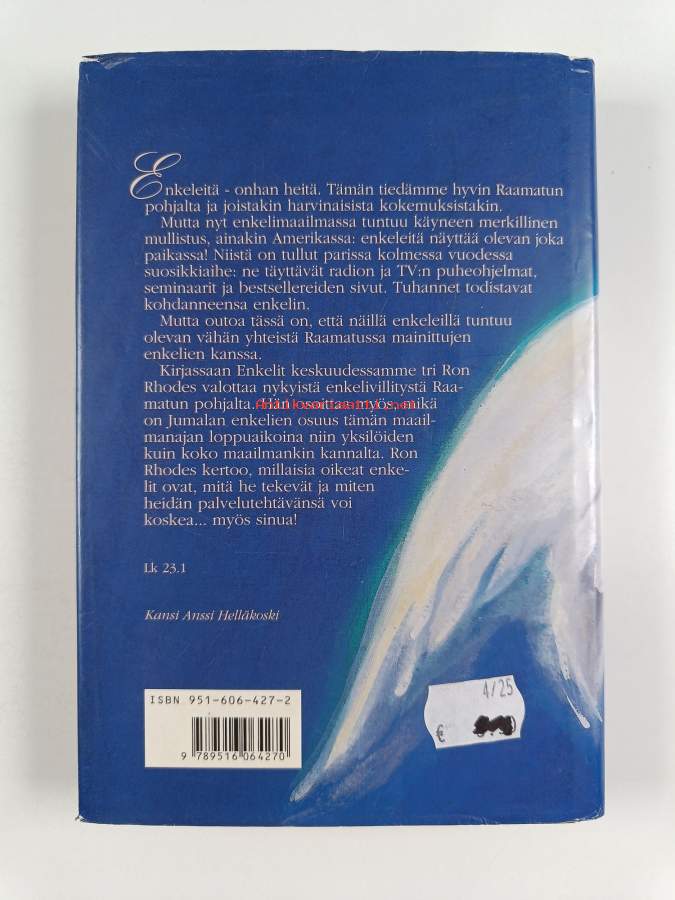 Enkeleitä - onhan heitä. Tämän tiedämme hyvin Raamatun
pohjalta ja joistakin harvinaisista kokemuksistakin.
Mutta nyt enkelimaailmassa tuntuu käyneen merkillinen
mullistus, ainakin Amerikassa: enkeleitä näyttää olevan joka
paikassa! Niistä on tullut parissa kolmessa vuodessa
suosikkiaihe: ne täyttävät radion ja TV:n puheohjelmat,
seminaarit ja bestsellereiden sivut. Tuhannet todistavat
kohdanneensa enkelin.
Mutta outoa tässä on, että näillä enkeleillä tuntuu
olevan vähän yhteistä Raamatussa mainittujen
enkelien kanssa.
Kirjassaan Enkelit keskuudessamme tri Ron
Rhodes valottaa nykyistä enkelivillitystä Raa-
matun pohjalta. Hän osoittaa myös, mikä
on Jumalan enkelien osuus tämän maail-
manajan loppuaikoina niin yksilöiden
kuin koko maailmankin kannalta. Ron
Rhodes kertoo, millaisia oikeat enke-
lit ovat, mitä he tekevät ja miten
heidän palvelutehtävänsä voi
koskea... myös sinua!
Lk 23.1
Kansi Anssi Helläkoski
ISBN 951-606-427-2
9 789516 064270
4/25
€